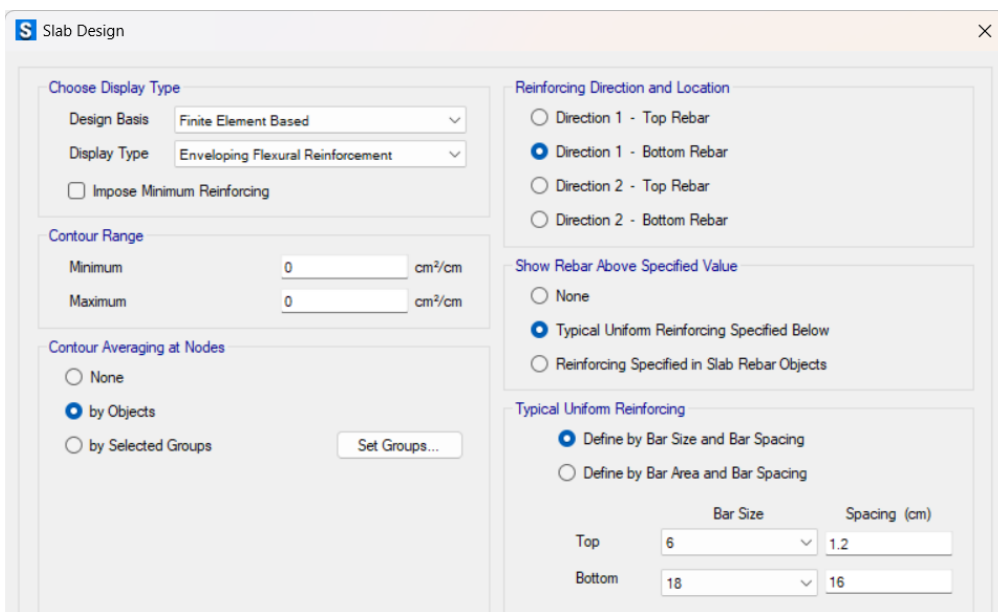 S Slab Design
Choose Display Type
Design Basis Finite Element Based
Display Type Enveloping Flexural Reinforcement
Impose Minimum Reinforcing
Contour Range
Minimum 0 cm²/cm
Maximum 0 cm²/cm
Contour Averaging at Nodes
None
by Objects
by Selected Groups Set Groups...
Reinforcing Direction and Location
Direction 1 - Top Rebar
Direction 1 - Bottom Rebar
Direction 2 - Top Rebar
Direction 2 - Bottom Rebar
Show Rebar Above Specified Value
None
Typical Uniform Reinforcing Specified Below
Reinforcing Specified in Slab Rebar Objects
Typical Uniform Reinforcing
Define by Bar Size and Bar Spacing
Define by Bar Area and Bar Spacing
Bar Size Spacing (cm)
Top 6 1.2
Bottom 18 16